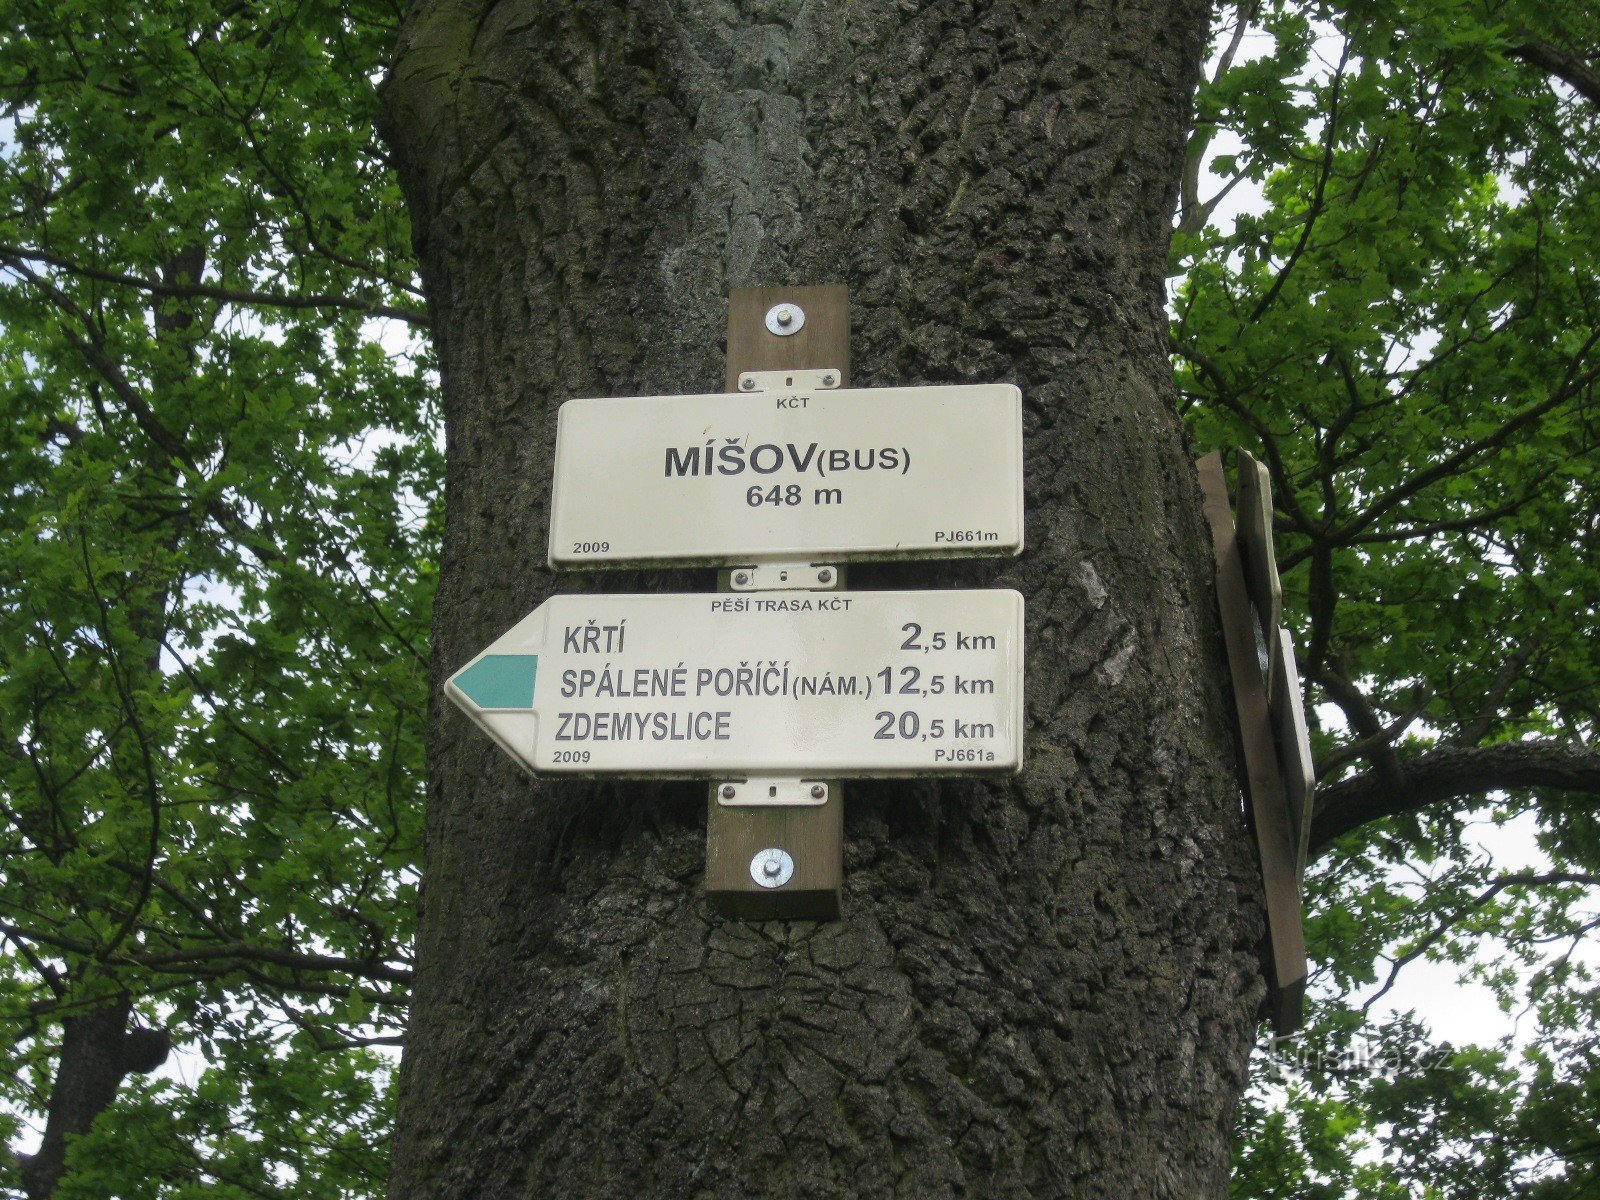 KČT
MÍŠOV(BUS)
648 m
2009 PJ661m
PĚŠÍ TRASA KČT
KŘTÍ 2,5 km
SPÁLENÉ POŘÍČÍ(NÁM.) 12,5 km
ZDEMYSLICE 20,5 km
2009 PJ661a
Turistika.cz